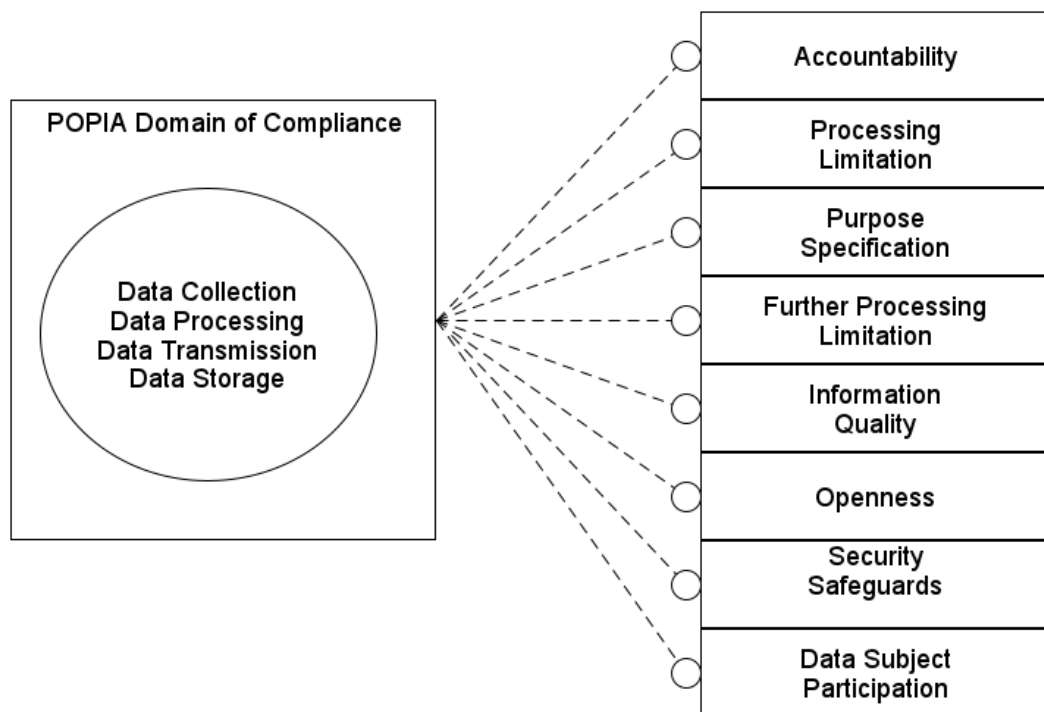 POPIA Domain of Compliance
Data Collection
Data Processing
Data Transmission
Data Storage
Accountability
Processing
Limitation
Purpose
Specification
Further Processing
Limitation
Information
Quality
Openness
Security
Safeguards
Data Subject
Participation